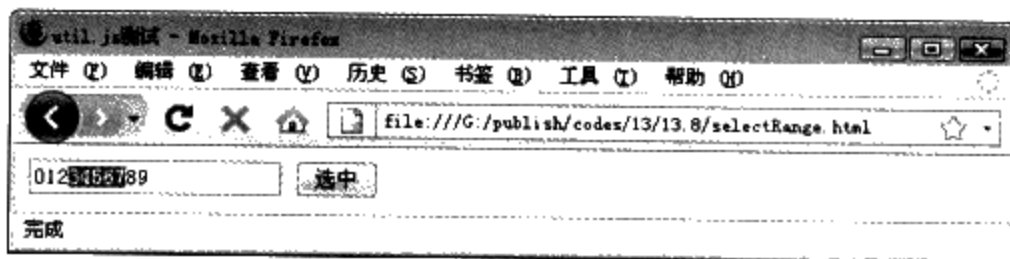 util.js测试 - Mozilla Firefox
文件 (F) 编辑 (E) 查看 (V) 历史 (S) 书签 (B) 工具 (T) 帮助 (H)
file:///G:/publish/codes/13/13.8/selectRange.html
0123456789 选中
完成